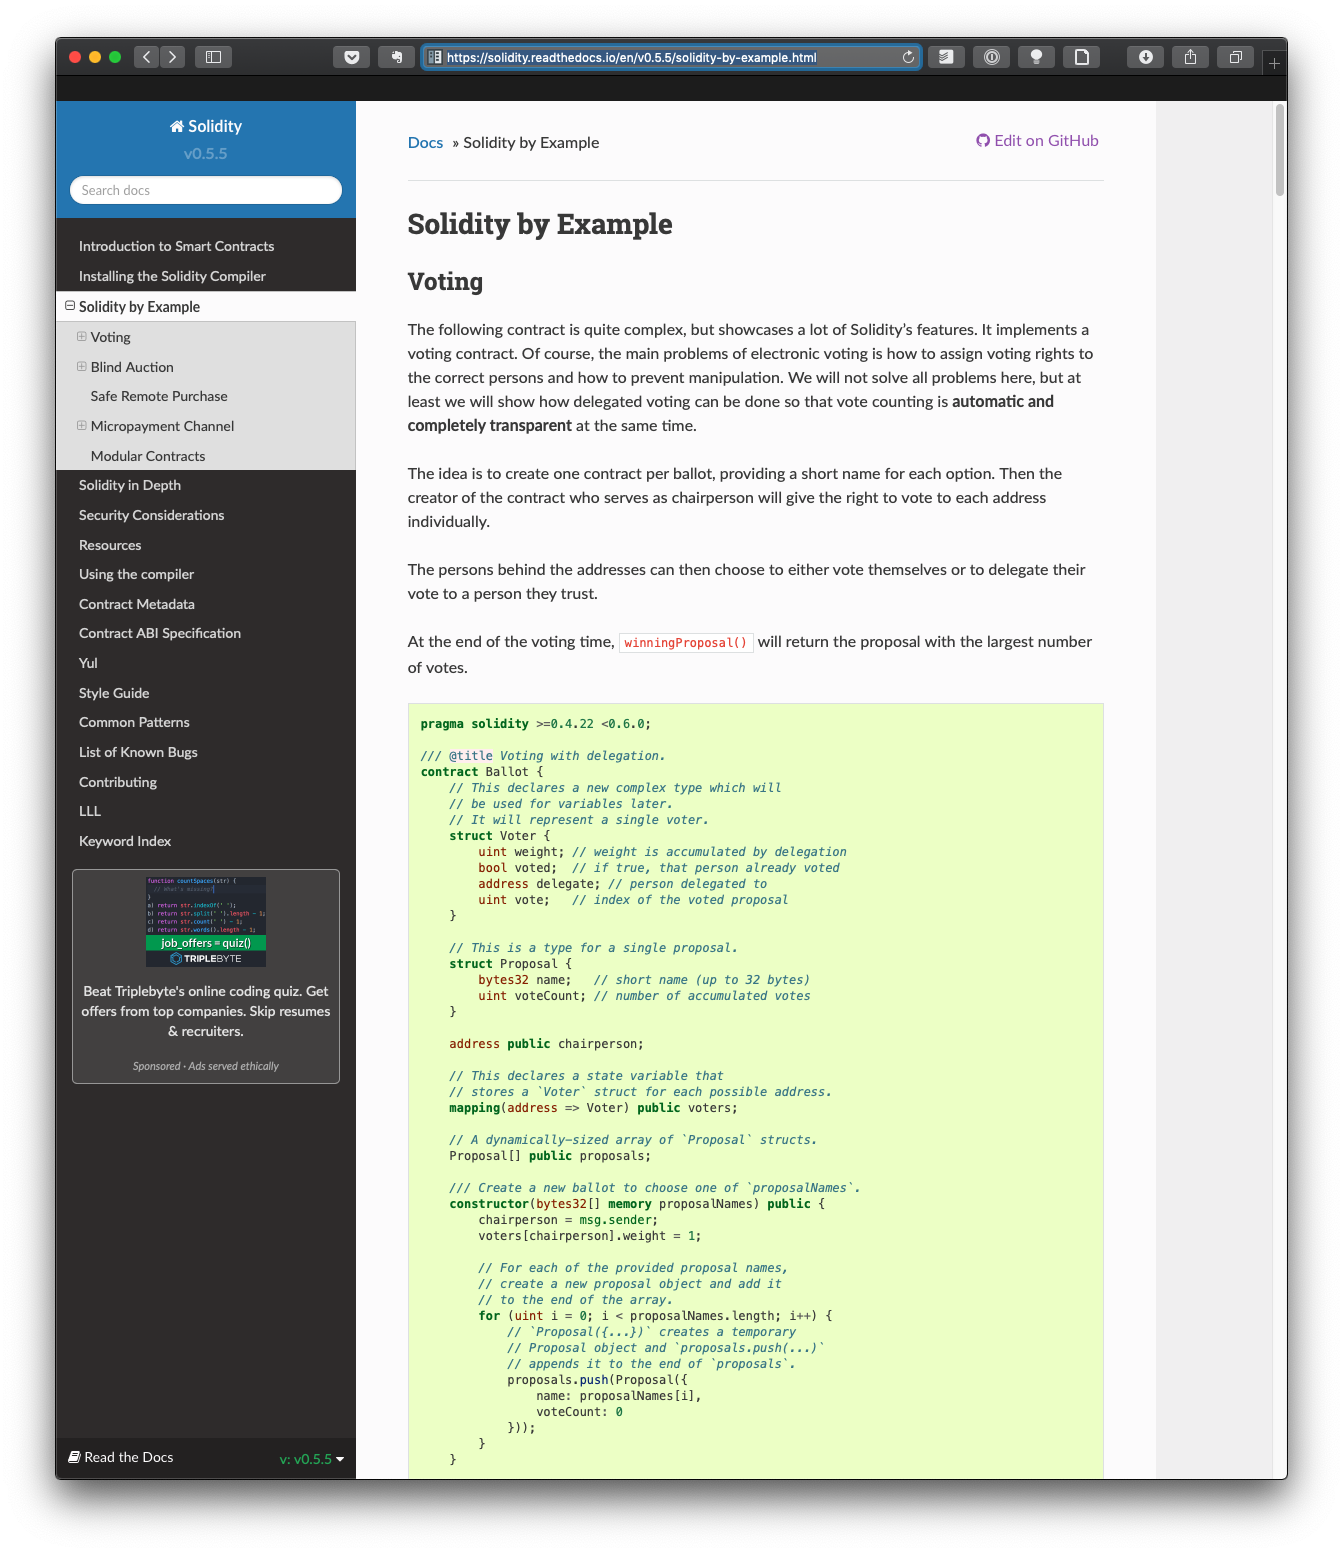 https://solidity.readthedocs.io/en/v0.5.5/solidity-by-example.html
Solidity
v0.5.5
Search docs
Introduction to Smart Contracts
Installing the Solidity Compiler
Solidity by Example
Voting
Blind Auction
Safe Remote Purchase
Micropayment Channel
Modular Contracts
Solidity in Depth
Security Considerations
Resources
Using the compiler
Contract Metadata
Contract ABI Specification
Yul
Style Guide
Common Patterns
List of Known Bugs
Contributing
LLL
Keyword Index
function countSpaces(str) {
// What's missing?
}
a) return str.indexOf(' ');
b) return str.split(' ').length - 1;
c) return str.count(' ') - 1;
d) return str.words().length - 1;
job_offers = quiz()
TRIPLEBYTE
Beat Triplebyte's online coding quiz. Get
offers from top companies. Skip resumes
& recruiters.
Sponsored · Ads served ethically
Read the Docs
v: v0.5.5
Docs » Solidity by Example
Edit on GitHub
Solidity by Example
Voting
The following contract is quite complex, but showcases a lot of Solidity’s features. It implements a
voting contract. Of course, the main problems of electronic voting is how to assign voting rights to
the correct persons and how to prevent manipulation. We will not solve all problems here, but at
least we will show how delegated voting can be done so that vote counting is automatic and
completely transparent at the same time.
The idea is to create one contract per ballot, providing a short name for each option. Then the
creator of the contract who serves as chairperson will give the right to vote to each address
individually.
The persons behind the addresses can then choose to either vote themselves or to delegate their
vote to a person they trust.
At the end of the voting time, winningProposal() will return the proposal with the largest number
of votes.
pragma solidity >=0.4.22 <0.6.0;
/// @title Voting with delegation.
contract Ballot {
// This declares a new complex type which will
// be used for variables later.
// It will represent a single voter.
struct Voter {
uint weight; // weight is accumulated by delegation
bool voted;  // if true, that person already voted
address delegate; // person delegated to
uint vote;   // index of the voted proposal
}
// This is a type for a single proposal.
struct Proposal {
bytes32 name;   // short name (up to 32 bytes)
uint voteCount; // number of accumulated votes
}
address public chairperson;
// This declares a state variable that
// stores a `Voter` struct for each possible address.
mapping(address => Voter) public voters;
// A dynamically-sized array of `Proposal` structs.
Proposal[] public proposals;
/// Create a new ballot to choose one of `proposalNames`.
constructor(bytes32[] memory proposalNames) public {
chairperson = msg.sender;
voters[chairperson].weight = 1;
// For each of the provided proposal names,
// create a new proposal object and add it
// to the end of the array.
for (uint i = 0; i < proposalNames.length; i++) {
// `Proposal({...})` creates a temporary
// Proposal object and `proposals.push(...)`
// appends it to the end of `proposals`.
proposals.push(Proposal({
name: proposalNames[i],
voteCount: 0
}));
}
}